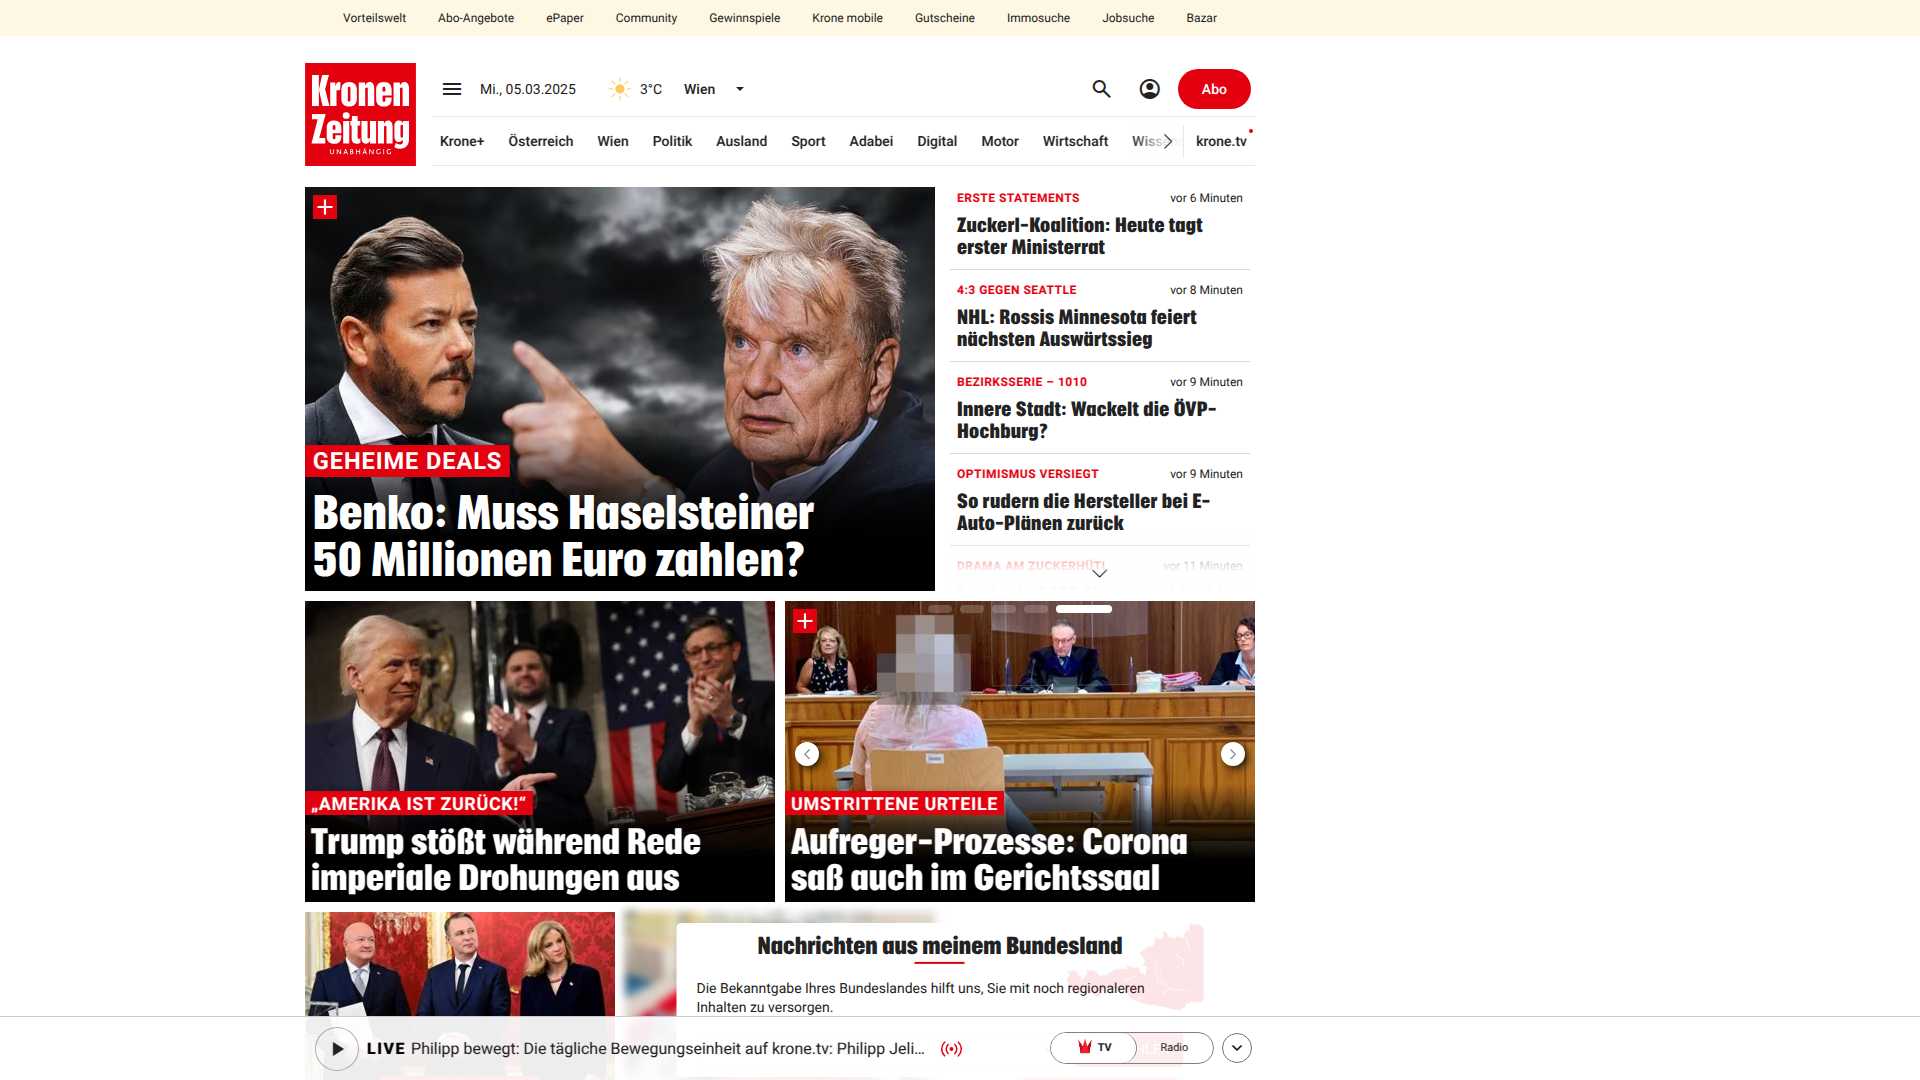 Vorteilswelt Abo-Angebote ePaper Community Gewinnspiele Krone mobile Gutscheine Immosuche Jobsuche Bazar
Kronen
Zeitung
UNABHÄNGIG
Mi., 05.03.2025 3°C Wien Abo
Krone+ Österreich Wien Politik Ausland Sport Adabei Digital Motor Wirtschaft krone.tv
GEHEIME DEALS
Benko: Muss Haselsteiner
50 Millionen Euro zahlen?
ERSTE STATEMENTS vor 6 Minuten
Zuckerl-Koalition: Heute tagt
erster Ministerrat
4:3 GEGEN SEATTLE vor 8 Minuten
NHL: Rossis Minnesota feiert
nächsten Auswärtssieg
BEZIRKSSERIE – 1010 vor 9 Minuten
Innere Stadt: Wackelt die ÖVP-
Hochburg?
OPTIMISMUS VERSIEGT vor 9 Minuten
So rudern die Hersteller bei E-
Auto-Plänen zurück
DRAMA AM ZUCKERHÜTL vor 11 Minuten
„AMERIKA IST ZURÜCK!“
Trump stößt während Rede
imperiale Drohungen aus
UMSTRITTENE URTEILE
Aufreger-Prozesse: Corona
saß auch im Gerichtssaal
Nachrichten aus meinem Bundesland
Die Bekanntgabe Ihres Bundeslandes hilft uns, Sie mit noch regionaleren
Inhalten zu versorgen.
LIVE Philipp bewegt: Die tägliche Bewegungseinheit auf krone.tv: Philipp Jeli...
TV Radio